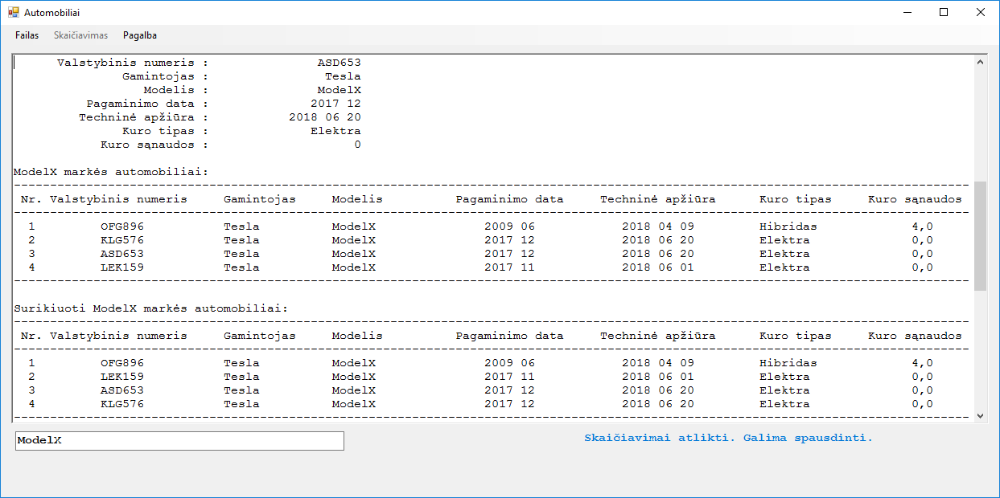 Automobiliai
Failas Skaičiavimas Pagalba
Valstybinis numeris : ASD653
Gamintojas : Tesla
Modelis : ModelX
Pagaminimo data : 2017 12
Techninė apžiūra : 2018 06 20
Kuro tipas : Elektra
Kuro sąnaudos : 0
ModelX markės automobiliai:
Nr. Valstybinis numeris Gamintojas Modelis Pagaminimo data Techninė apžiūra Kuro tipas Kuro sąnaudos
1 OFG896 Tesla ModelX 2009 06 2018 04 09 Hibridas 4,0
2 KLG576 Tesla ModelX 2017 12 2018 06 20 Elektra 0,0
3 ASD653 Tesla ModelX 2017 12 2018 06 20 Elektra 0,0
4 LEK159 Tesla ModelX 2017 11 2018 06 01 Elektra 0,0
Surikiuoti ModelX markės automobiliai:
Nr. Valstybinis numeris Gamintojas Modelis Pagaminimo data Techninė apžiūra Kuro tipas Kuro sąnaudos
1 OFG896 Tesla ModelX 2009 06 2018 04 09 Hibridas 4,0
2 LEK159 Tesla ModelX 2017 11 2018 06 01 Elektra 0,0
3 ASD653 Tesla ModelX 2017 12 2018 06 20 Elektra 0,0
4 KLG576 Tesla ModelX 2017 12 2018 06 20 Elektra 0,0
ModelX
Skaičiavimai atlikti. Galima spausdinti.